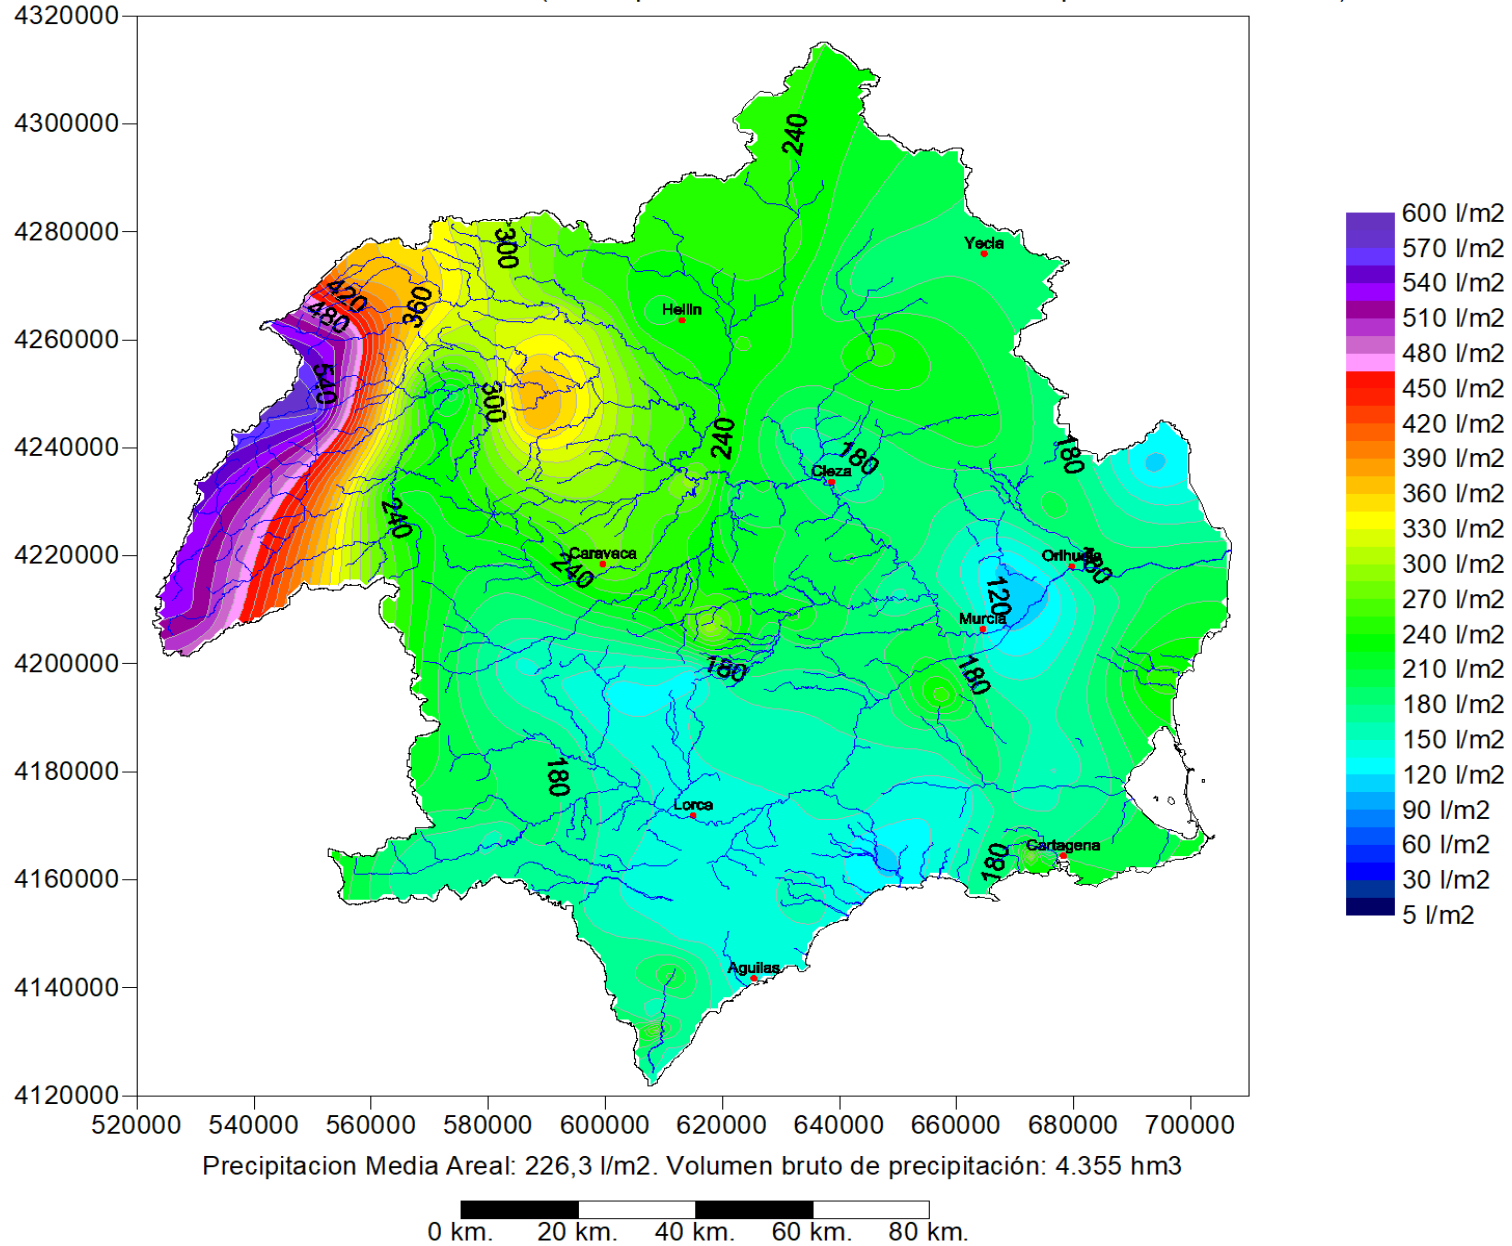 4320000
4300000
240
4280000
300
Yecla
600 l/m2
570 l/m2
540 l/m2
510 l/m2
480 l/m2
450 l/m2
420 l/m2
390 l/m2
360 l/m2
330 l/m2
300 l/m2
270 l/m2
240 l/m2
210 l/m2
180 l/m2
150 l/m2
120 l/m2
90 l/m2
60 l/m2
30 l/m2
5 l/m2
420
360
480
Hellin
4260000
540
300
240
4240000
180
180
Cieza
240
4220000
Caravaca
240
Orihuela
180
120
Murcia
4200000
180
180
4180000
180
Lorca
Cartagena
180
4160000
Aguilas
4140000
4120000
520000 540000 560000 580000 600000 620000 640000 660000 680000 700000
Precipitacion Media Areal: 226,3 l/m2. Volumen bruto de precipitación: 4.355 hm3
0 km. 20 km. 40 km. 60 km. 80 km.